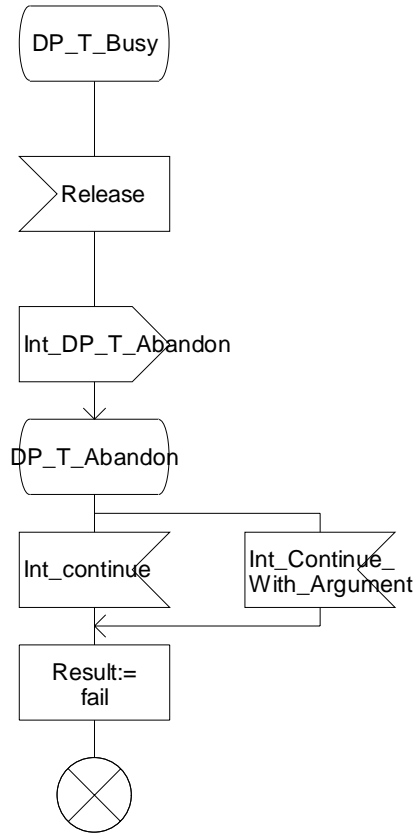 DP_T_Busy
Release
Int_DP_T_Abandon
DP_T_Abandon
Int_continue
Int_Continue_
With_Argument
Result:=
fail